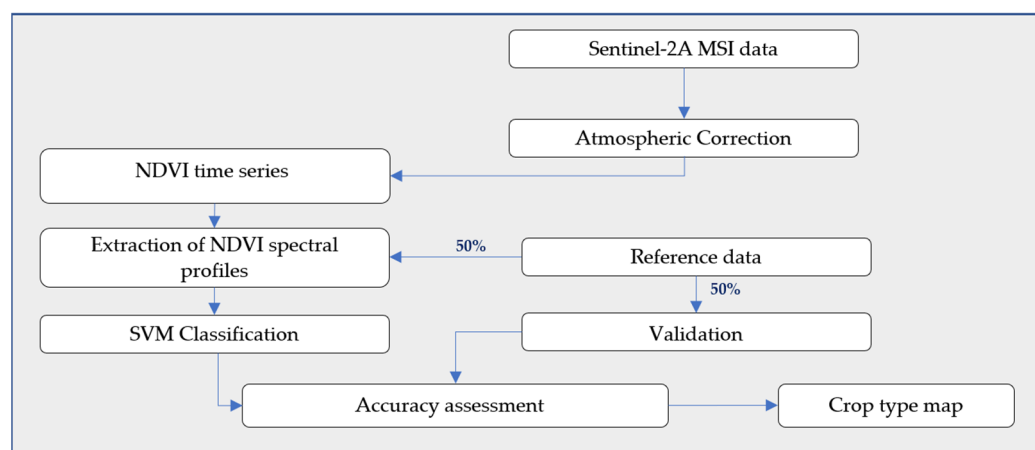 Sentinel-2A MSI data
Atmospheric Correction
NDVI time series
Extraction of NDVI spectral
profiles
50%
Reference data
50%
SVM Classification
Validation
Accuracy assessment
Crop type map